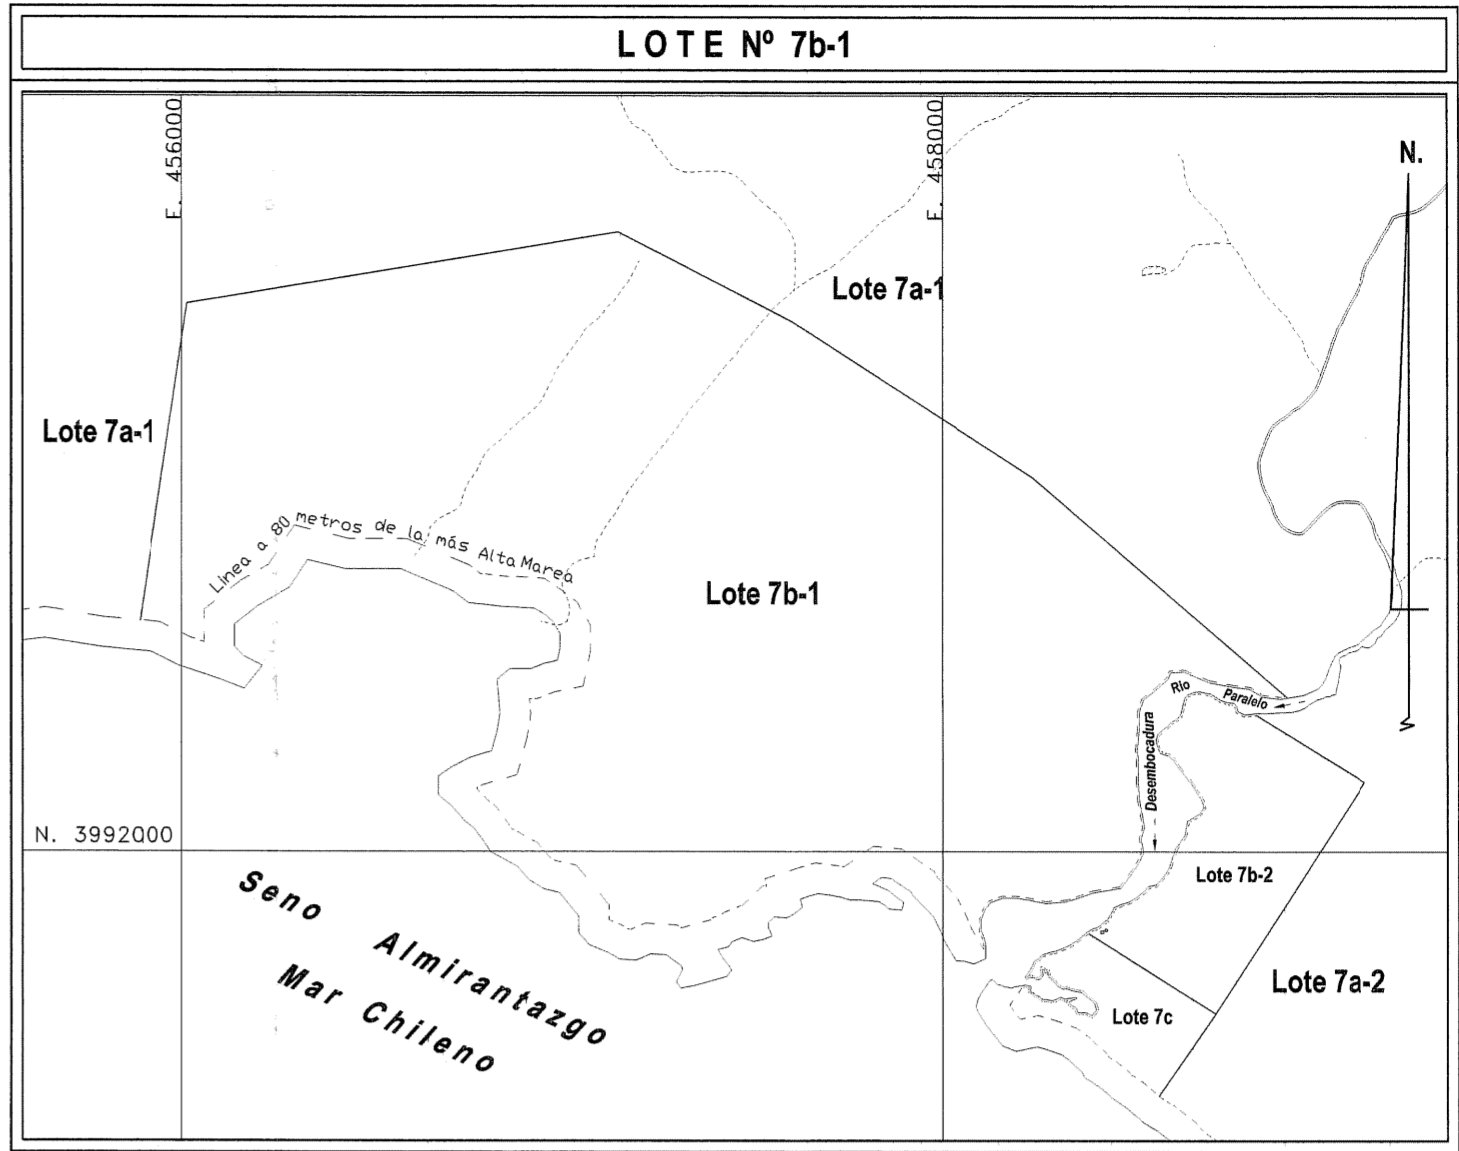 LOTE Nº 7b-1
E. 456000
E. 458000
N.
Lote 7a-1
Lote 7a-1
Linea a 80 metros de la más Alta Marea
Lote 7b-1
Rio Paralelo
Desembocadura
N. 3992000
Lote 7b-2
Seno Almirantazgo
Mar Chileno
Lote 7a-2
Lote 7c